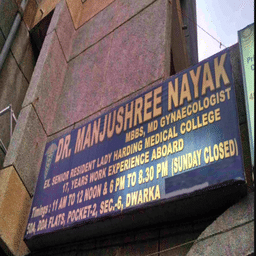 DR. MANJUSHREE NAYAK
MBBS, MD GYNAECOLOGIST
EX. SENIOR RESIDENT LADY HARDING MEDICAL COLLEGE
17, YEARS WORK EXPERIENCE ABOARD
Timings : 11 AM TO 12 NOON & 6 PM TO 8.30 PM (SUNDAY CLOSED)
50A, DDA FLATS, POCKET-2, SEC.-6, DWARKA